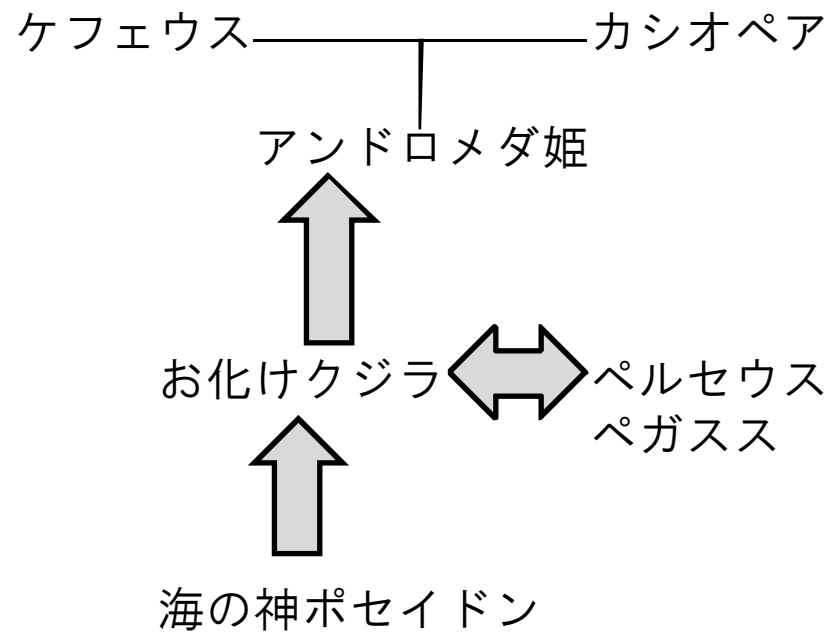 ケフェウス
カシオペア
アンドロメダ姫
お化けクジラ
ペルセウス
ペガスス
海の神ポセイドン